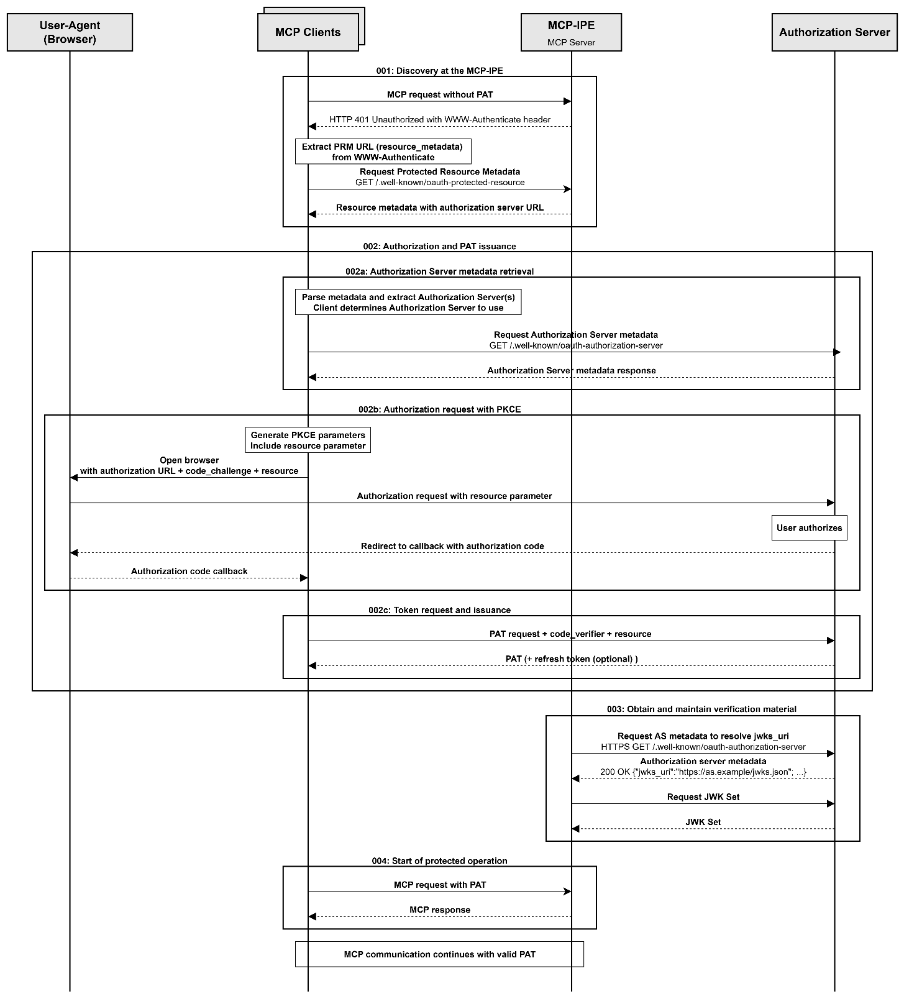 User-Agent
(Browser)
MCP Clients
MCP-IPE
MCP Server
Authorization Server
001: Discovery at the MCP-IPE
MCP request without PAT
HTTP 401 Unauthorized with WWW-Authenticate header
Extract PRM URL (resource_metadata)
from WWW-Authenticate
Request Protected Resource Metadata
GET /.well-known/oauth-protected-resource
Resource metadata with authorization server URL
002: Authorization and PAT issuance
002a: Authorization Server metadata retrieval
Parse metadata and extract Authorization Server(s)
Client determines Authorization Server to use
Request Authorization Server metadata
GET /.well-known/oauth-authorization-server
Authorization Server metadata response
002b: Authorization request with PKCE
Generate PKCE parameters
Include resource parameter
Open browser
with authorization URL + code_challenge + resource
Authorization request with resource parameter
User authorizes
Redirect to callback with authorization code
Authorization code callback
002c: Token request and issuance
PAT request + code_verifier + resource
PAT (+ refresh token (optional) )
003: Obtain and maintain verification material
Request AS metadata to resolve jwks_uri
HTTPS GET /.well-known/oauth-authorization-server
Authorization server metadata
200 OK {"jwks_uri":"https://as.example/jwks.json"; ...}
Request JWK Set
JWK Set
004: Start of protected operation
MCP request with PAT
MCP response
MCP communication continues with valid PAT